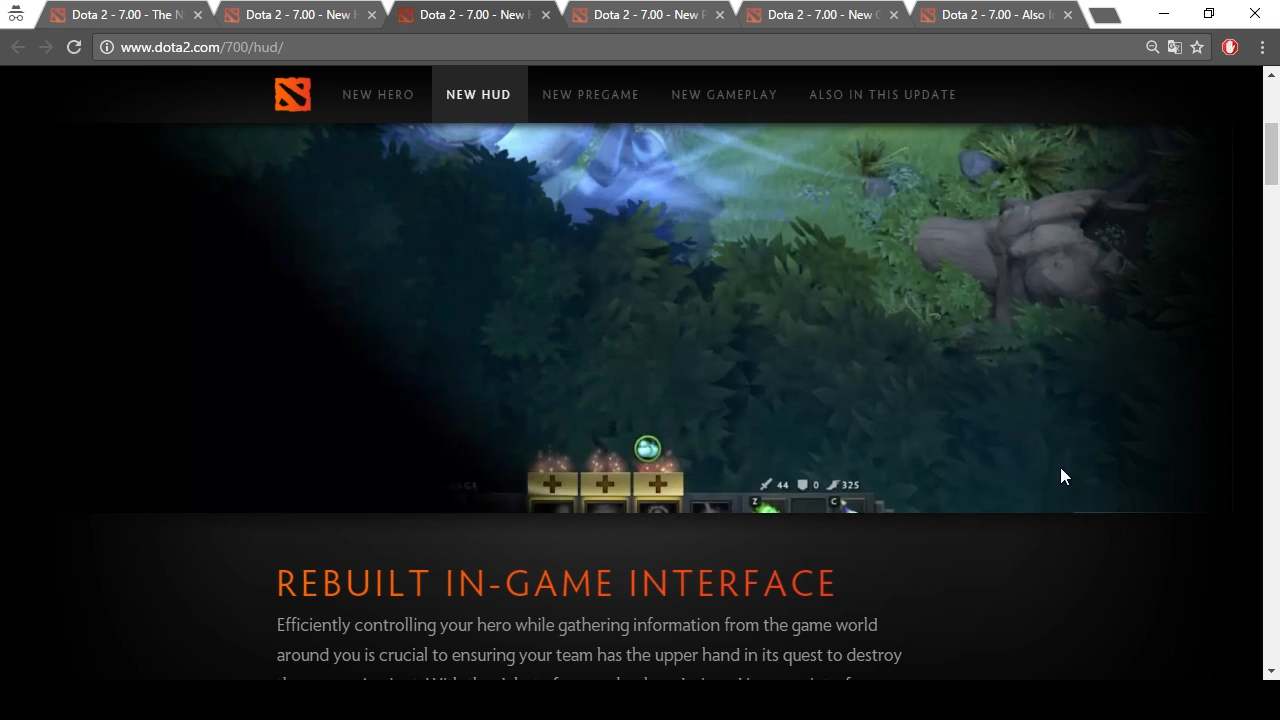 Dota 2 - 7.00 - The N
Dota 2 - 7.00 - New
Dota 2 - 7.00 - New
Dota 2 - 7.00 - New
Dota 2 - 7.00 - New
Dota 2 - 7.00 - Also
www.dota2.com/700/hud/
NEW HERO
NEW HUD
NEW PREGAME
NEW GAMEPLAY
ALSO IN THIS UPDATE
44 0 325
Z C
REBUILT IN-GAME INTERFACE
Efficiently controlling your hero while gathering information from the game world
around you is crucial to ensuring your team has the upper hand in its quest to destroy